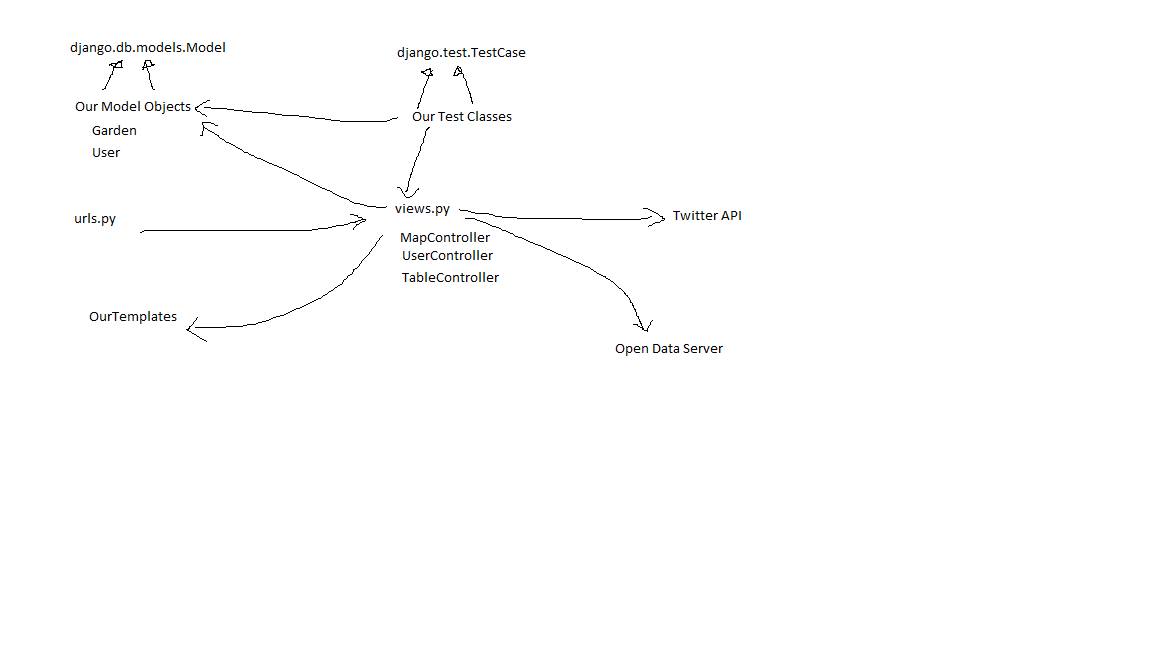 django.db.models.Model
django.test.TestCase
Our Model Objects
Garden
User
Our Test Classes
urls.py
views.py
MapController
UserController
TableController
Twitter API
OurTemplates
Open Data Server